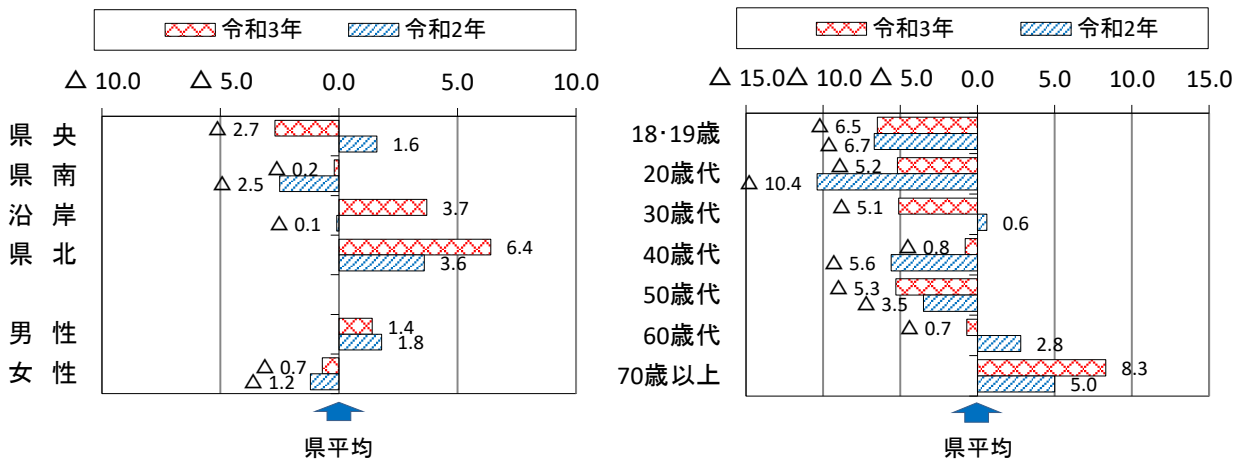 令和3年 令和2年
△ 10.0 △ 5.0 0.0 5.0 10.0
県 央 △ 2.7 1.6
県 南 △ 0.2 △ 2.5
沿 岸 3.7 △ 0.1
県 北 6.4 3.6
男 性 1.4 1.8
女 性 △ 0.7 △ 1.2
県平均
令和3年 令和2年
△ 15.0 △ 10.0 △ 5.0 0.0 5.0 10.0 15.0
18・19歳 △ 6.5 △ 6.7
20歳代 △ 5.2 △ 10.4
30歳代 △ 5.1 0.6
40歳代 △ 0.8 △ 5.6
50歳代 △ 5.3 △ 3.5
60歳代 △ 0.7 2.8
70歳以上 8.3 5.0
県平均